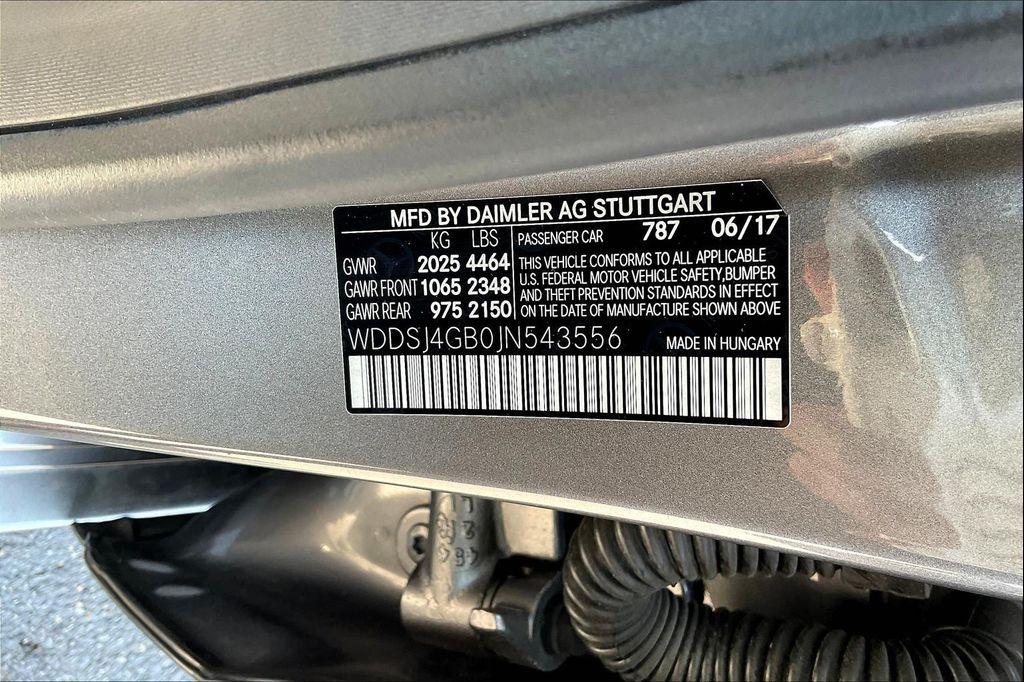 MFD BY DAIMLER AG STUTTGART
KG LBS
GVWR 2025 4464
GAWR FRONT 1065 2348
GAWR REAR 975 2150
PASSENGER CAR 787 06/17
THIS VEHICLE CONFORMS TO ALL APPLICABLE
U.S. FEDERAL MOTOR VEHICLE SAFETY,BUMPER
AND THEFT PREVENTION STANDARDS IN EFFECT
ON THE DATE OF MANUFACTURE SHOWN ABOVE
WDDSJ4GB0JN543556 MADE IN HUNGARY